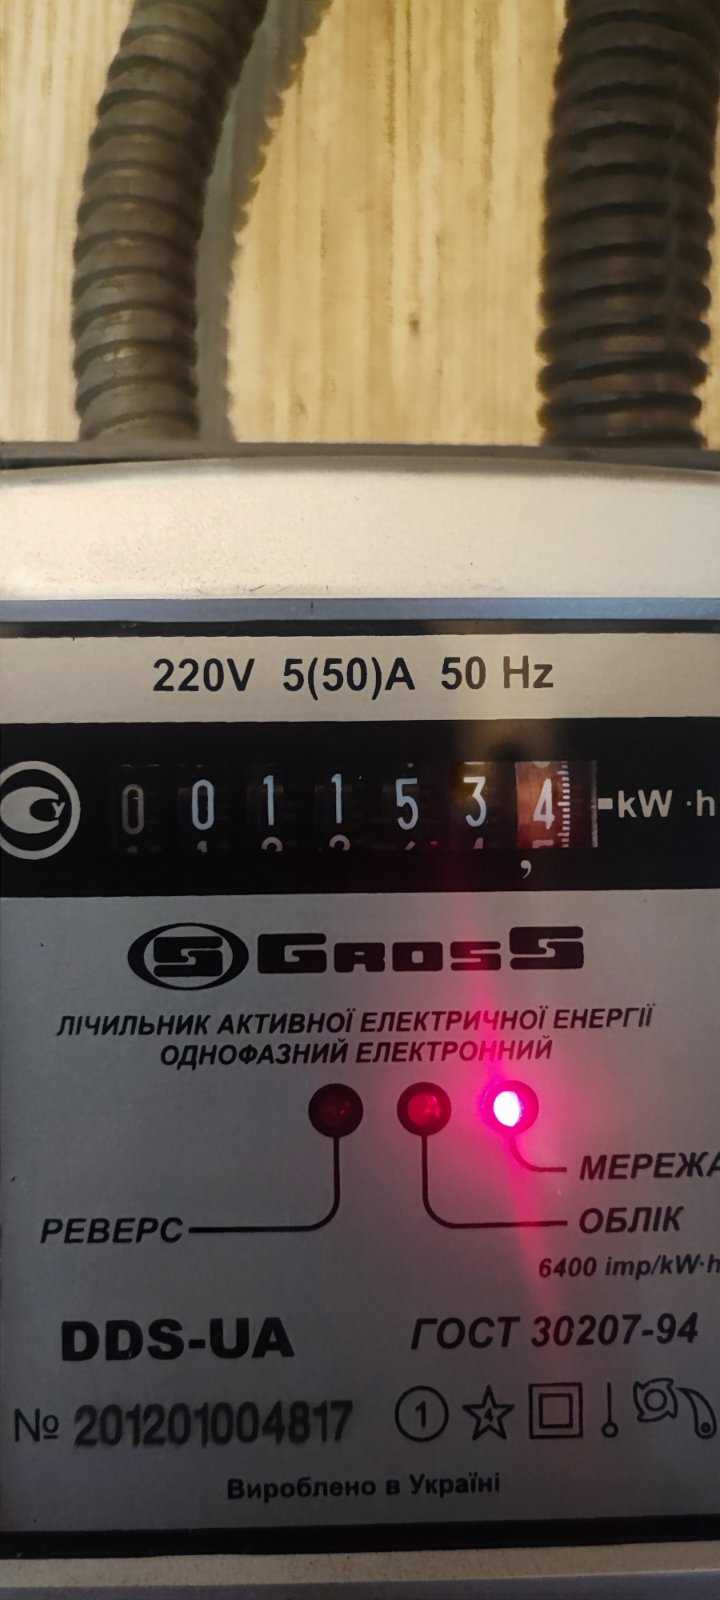 220V 5(50)A 50 Hz
0 0 1 1 5 3 , 4 kW·h
GROSS
ЛІЧИЛЬНИК АКТИВНОЇ ЕЛЕКТРИЧНОЇ ЕНЕРГІЇ
ОДНОФАЗНИЙ ЕЛЕКТРОННИЙ
МЕРЕЖА
РЕВЕРС
ОБЛІК
6400 imp/kW·h
DDS-UA ГОСТ 30207-94
№ 201201004817 1 4
Вироблено в Україні